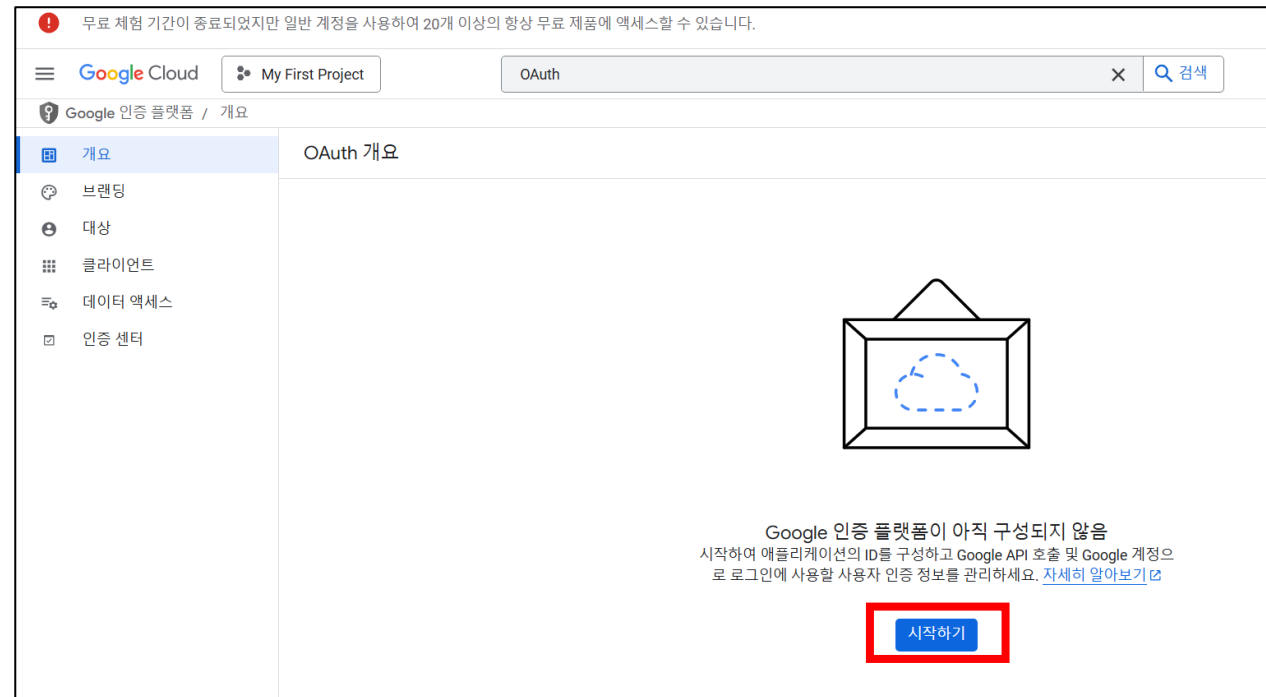 무료 체험 기간이 종료되었지만 일반 계정을 사용하여 20개 이상의 항상 무료 제품에 액세스할 수 있습니다.
Google Cloud My First Project OAuth 검색
Google 인증 플랫폼 / 개요
개요
OAuth 개요
브랜딩
대상
클라이언트
데이터 액세스
인증 센터
Google 인증 플랫폼이 아직 구성되지 않음
시작하여 애플리케이션의 ID를 구성하고 Google API 호출 및 Google 계정으
로 로그인에 사용할 사용자 인증 정보를 관리하세요. 자세히 알아보기
시작하기